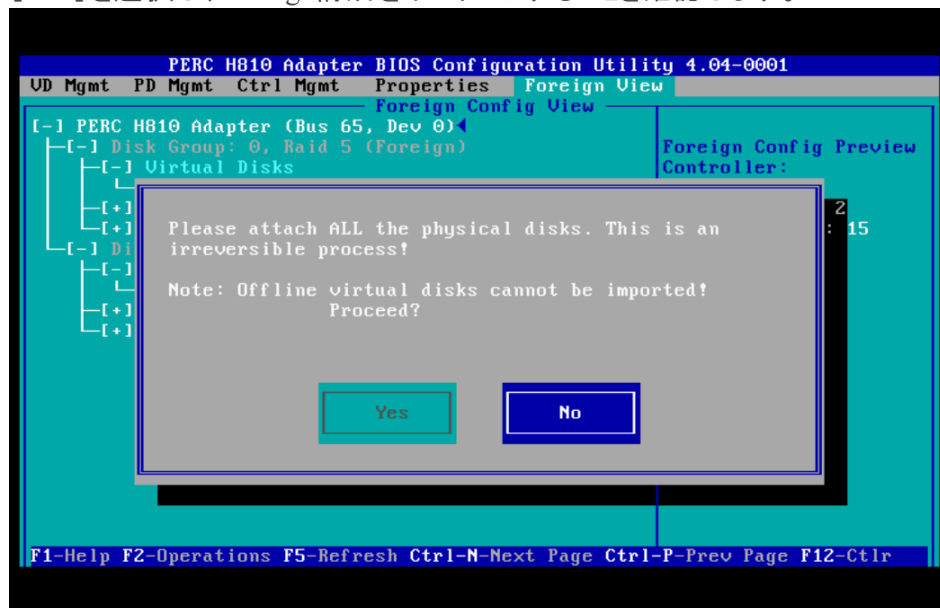 PERC H810 Adapter BIOS Configuration Utility 4.04-0001
VD Mgmt PD Mgmt Ctrl Mgmt Properties Foreign View
Foreign Config View
[-] PERC H810 Adapter (Bus 65, Dev 0)
[-] Disk Group: 0, Raid 5 (Foreign)
[-] Virtual Disks
Foreign Config Preview
Controller:
[+]
2
[+]
: 15
[-] Di
[-]
[+]
[+]
Please attach ALL the physical disks. This is an
irreversible process!
Note: Offline virtual disks cannot be imported!
Proceed?
Yes
No
F1-Help F2-Operations F5-Refresh Ctrl-N-Next Page Ctrl-P-Prev Page F12-Ctlr